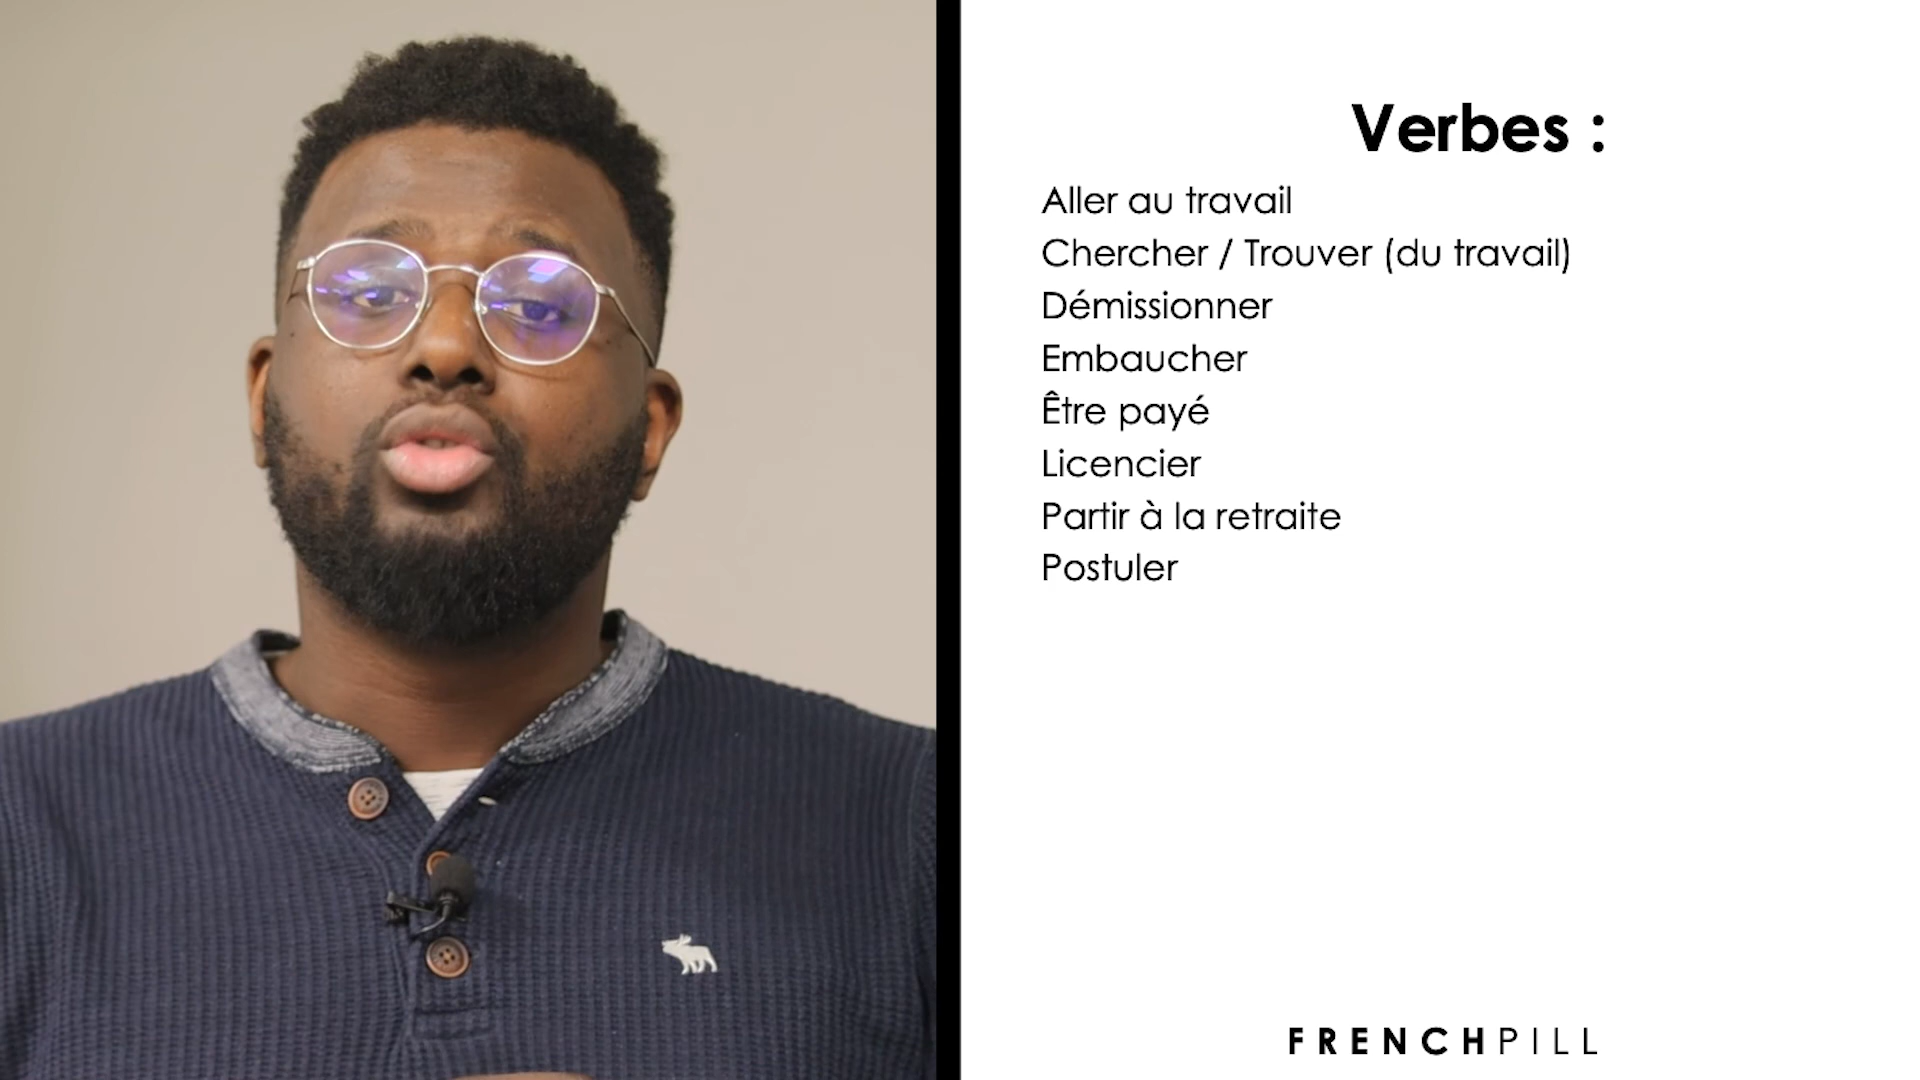 Verbes :
Aller au travail
Chercher / Trouver (du travail)
Démissionner
Embaucher
Être payé
Licencier
Partir à la retraite
Postuler
FRENCHPILL